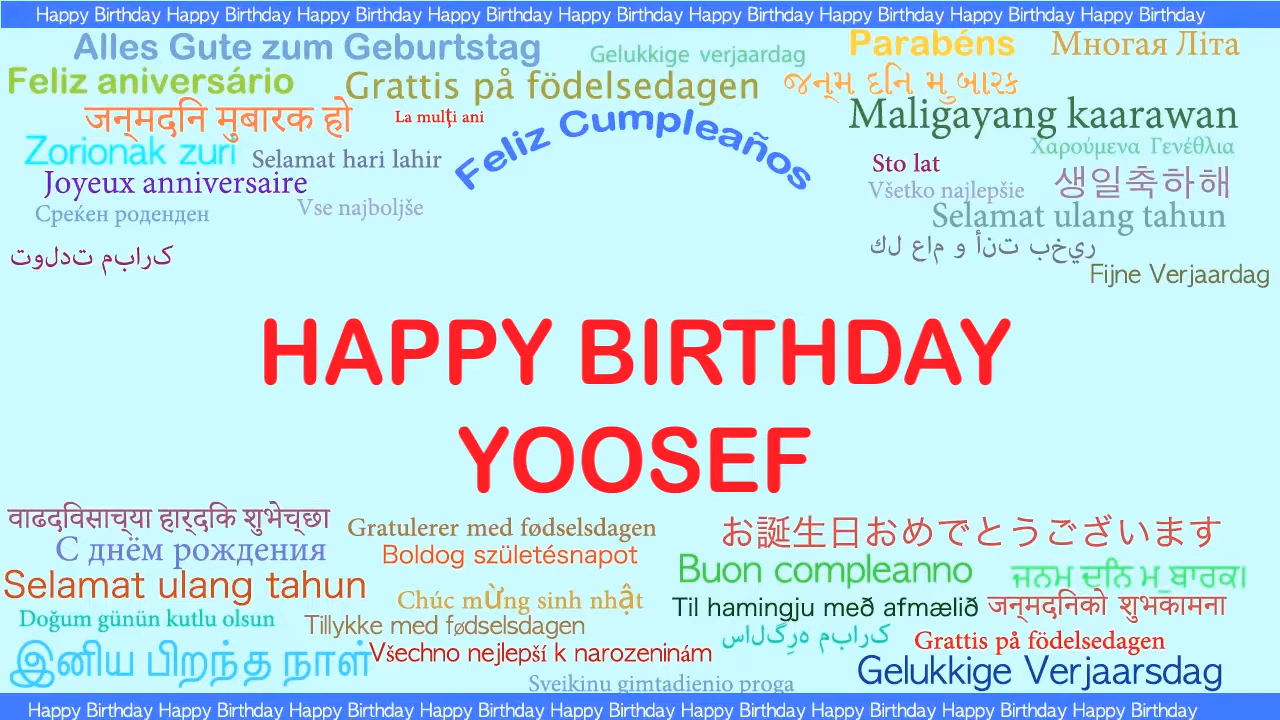 Happy Birthday Happy Birthday Happy Birthday Happy Birthday Happy Birthday Happy Birthday Happy Birthday Happy Birthday Happy Birthday
Alles Gute zum Geburtstag
Gelukkige verjaardag
Parabéns
Многая Літа
Feliz aniversário
Grattis på födelsedagen
જન્મ દનિ મુ બારક
जन्मदनि मुबारक हो
La mulţi ani
Feliz Cumpleaños
Maligayang kaarawan
Χαρούμενα Γενέθλια
Zorionak zuri
Selamat hari lahir
Sto lat
Joyeux anniversaire
Všetko najlepšie
생일축하해
Среќен роденден
Vse najboljše
Selamat ulang tahun
تولدت مبارک
كل عام و أنت بخير
Fijne Verjaardag
HAPPY BIRTHDAY
YOOSEF
वाढदविसाच्या हार्दकि शुभेच्छा
Gratulerer med fødselsdagen
お誕生日おめでとうございます
С днём рождения
Boldog születésnapot
Buon compleanno
ਜਨਮ ਦਨਿ ਮੁਬਾਰਕ।
Selamat ulang tahun
Chúc mừng sinh nhật
Til hamingju með afmælið
जन्मदनिको शुभकामना
Doğum günün kutlu olsun
Tillykke med fødselsdagen
سالگرہ مبارک
Grattis på födelsedagen
இனிய பிறந்த நாள்
Všechno nejlepší k narozeninám
Gelukkige Verjaarsdag
Sveikinu gimtadienio proga
Happy Birthday Happy Birthday Happy Birthday Happy Birthday Happy Birthday Happy Birthday Happy Birthday Happy Birthday Happy Birthday